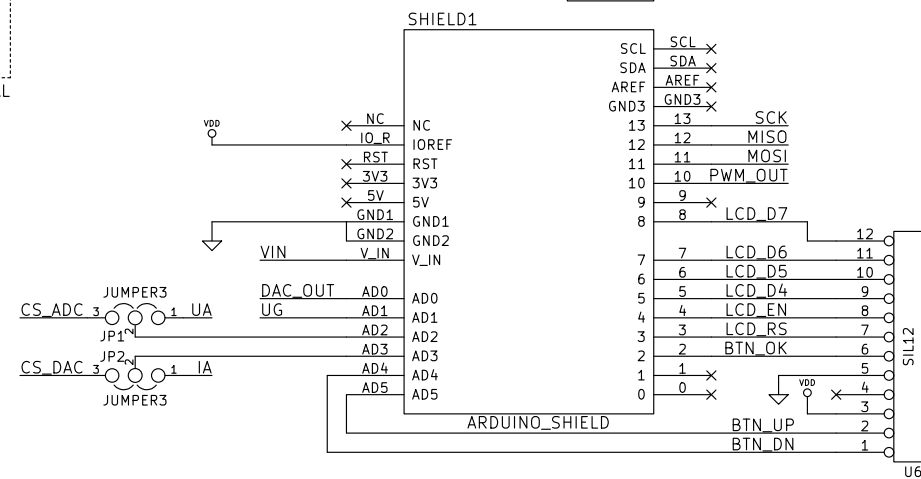 SHIELD1
SCL SCL
SDA SDA
AREF AREF
L
GND3 GND3
VDD NC NC 13 13 SCK
IO_R IOREF 12 12 MISO
RST RST 11 11 MOSI
3V3 3V3 10 10 PWM_OUT
5V 5V 9 9
GND1 GND1 8 8 LCD_D7
GND2 GND2 12
VIN V_IN V_IN 7 7 LCD_D6 11
6 6 LCD_D5 10
DAC_OUT AD0 AD0 5 5 LCD_D4 9
JUMPER3
CS_ADC 3 1 UA UG AD1 AD1 4 4 LCD_EN 8
JP1 2 AD2 AD2 3 3 LCD_RS 7
JP2 2 AD3 AD3 2 2 BTN_OK 6
CS_DAC 3 1 IA AD4 AD4 1 1 5
JUMPER3
AD5 AD5 0 0 VDD 4
3
ARDUINO_SHIELD
BTN_UP 2
BTN_DN 1
SIL12
U6